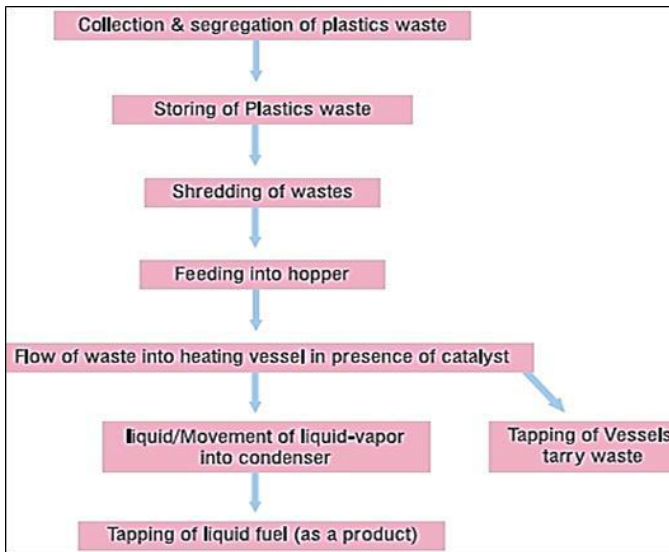 Collection & segregation of plastics waste
Storing of Plastics waste
Shredding of wastes
Feeding into hopper
Flow of waste into heating vessel in presence of catalyst
liquid/Movement of liquid-vapor
into condenser
Tapping of Vessels
tarry waste
Tapping of liquid fuel (as a product)